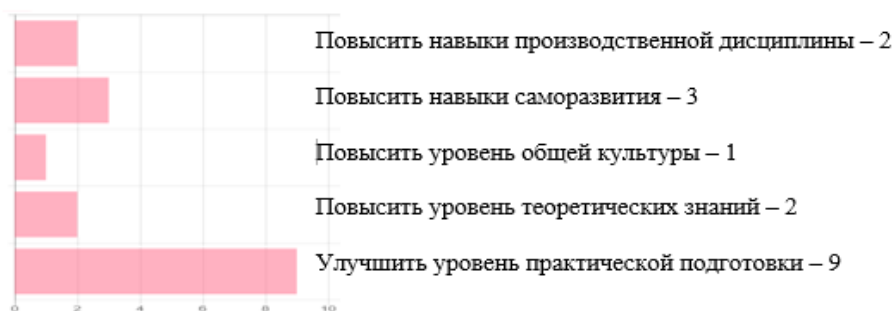 Повысить навыки производственной дисциплины – 2
Повысить навыки саморазвития – 3
Повысить уровень общей культуры – 1
Повысить уровень теоретических знаний – 2
Улучшить уровень практической подготовки – 9
0 2 4 6 8 10